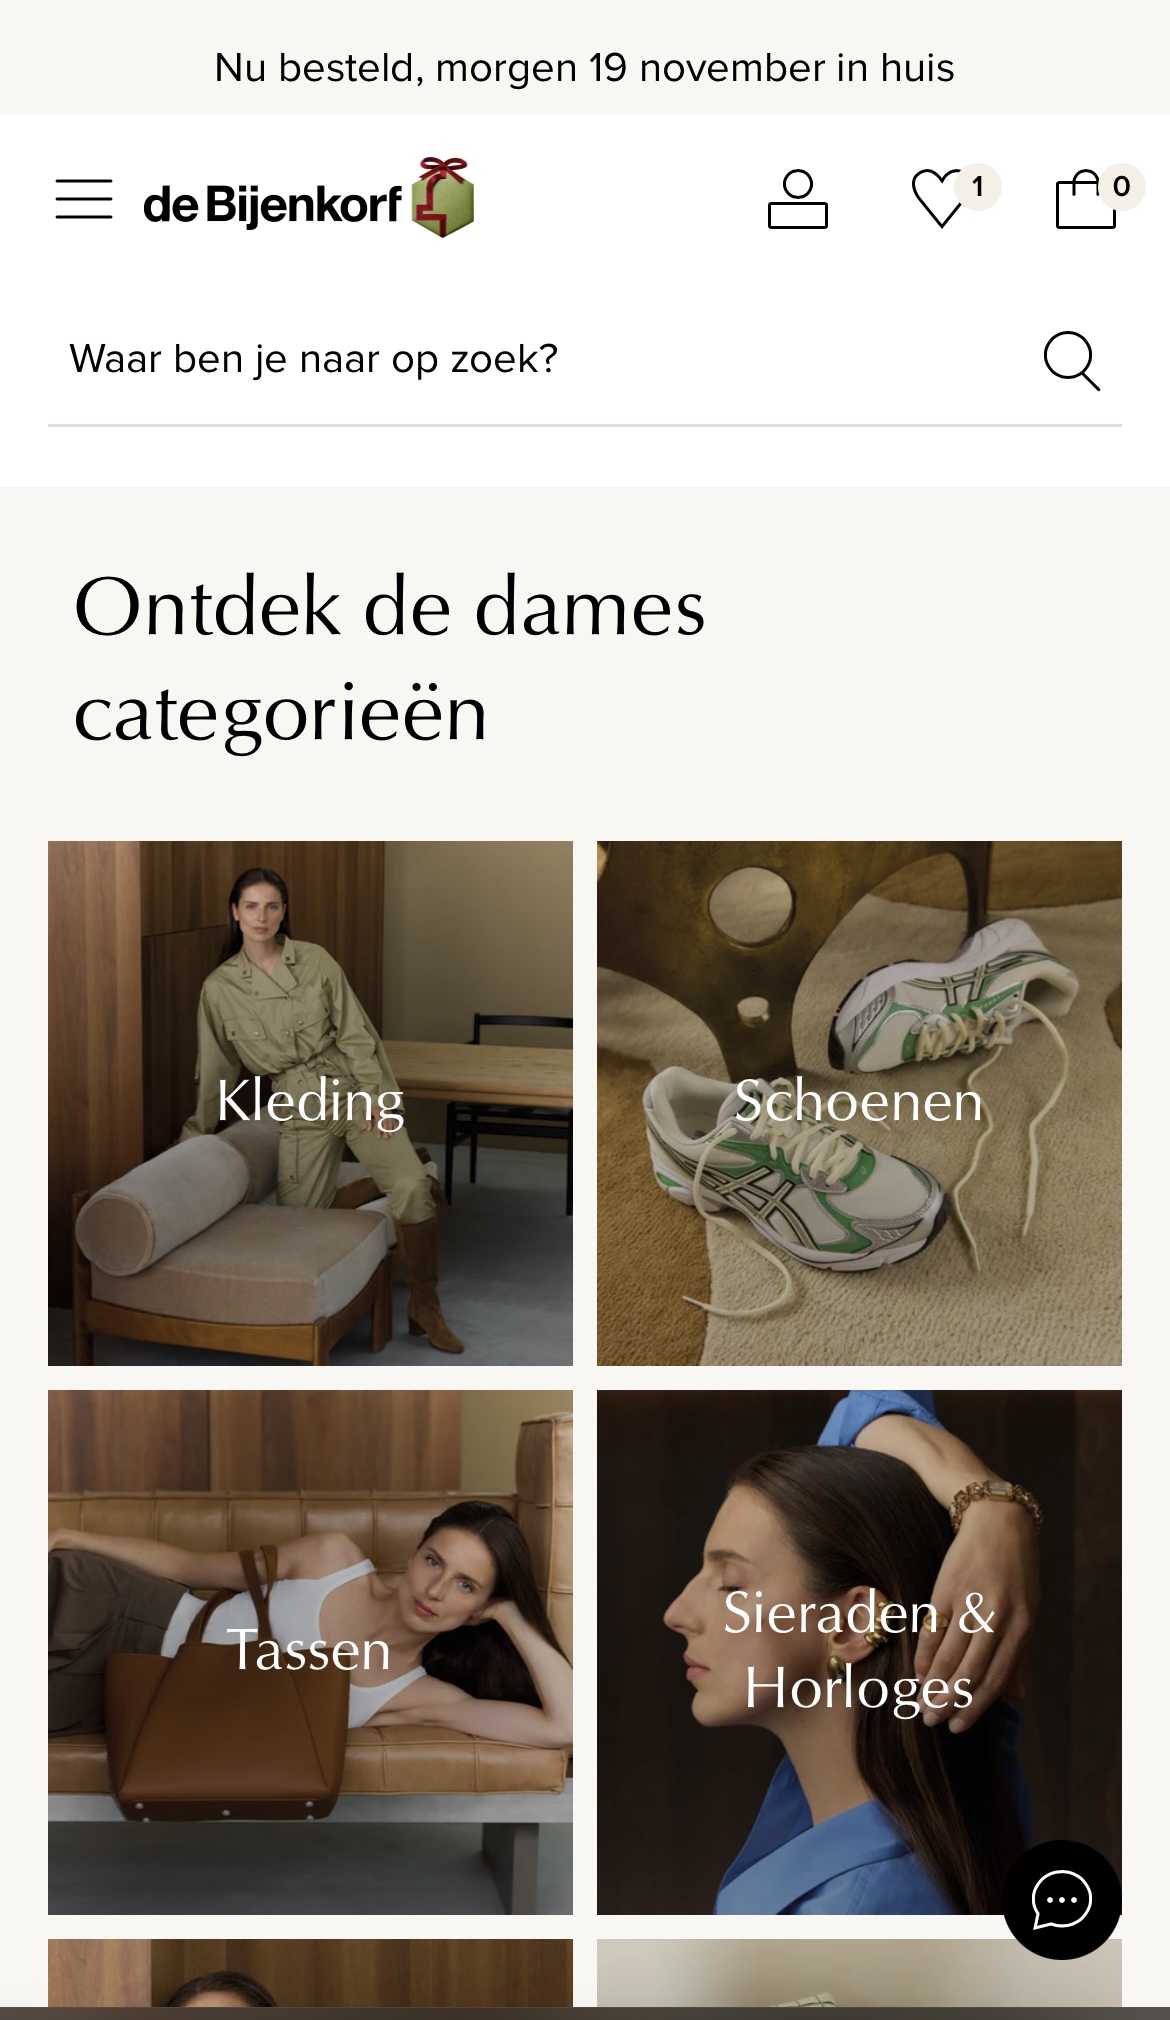 Nu besteld, morgen 19 november in huis
de Bijenkorf
1
0
Waar ben je naar op zoek?
Ontdek de dames
categorieën
Kleding
Schoenen
Tassen
Sieraden &
Horloges